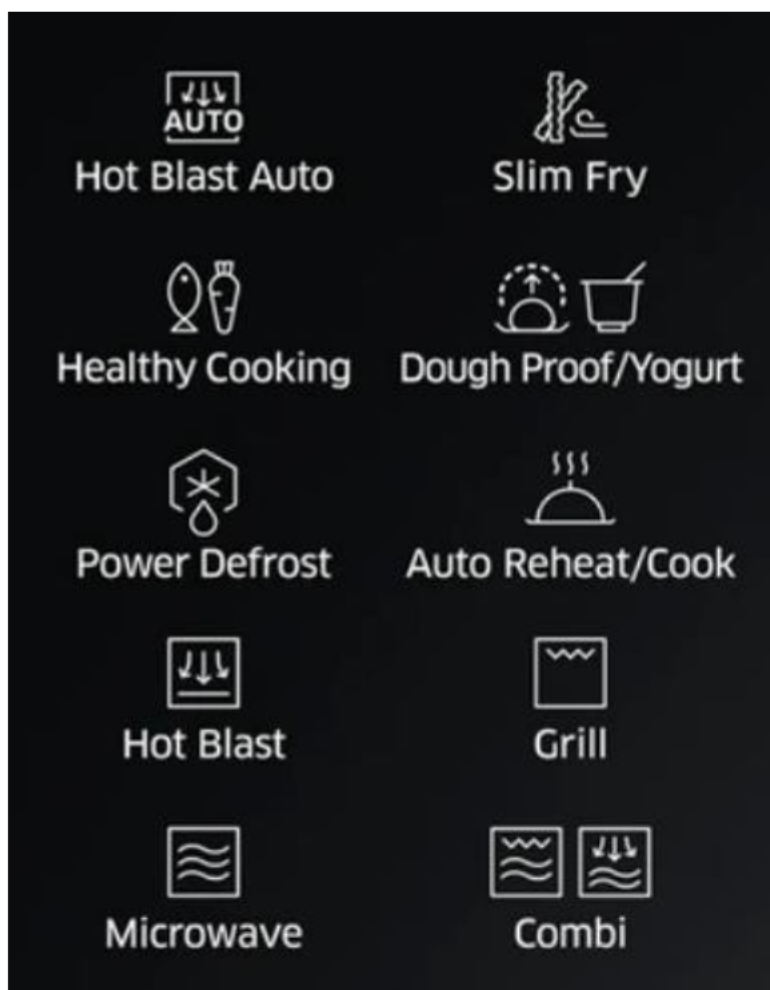 AUTO
Hot Blast Auto
Slim Fry
Healthy Cooking
Dough Proof/Yogurt
Power Defrost
Auto Reheat/Cook
Hot Blast
Grill
Microwave
Combi